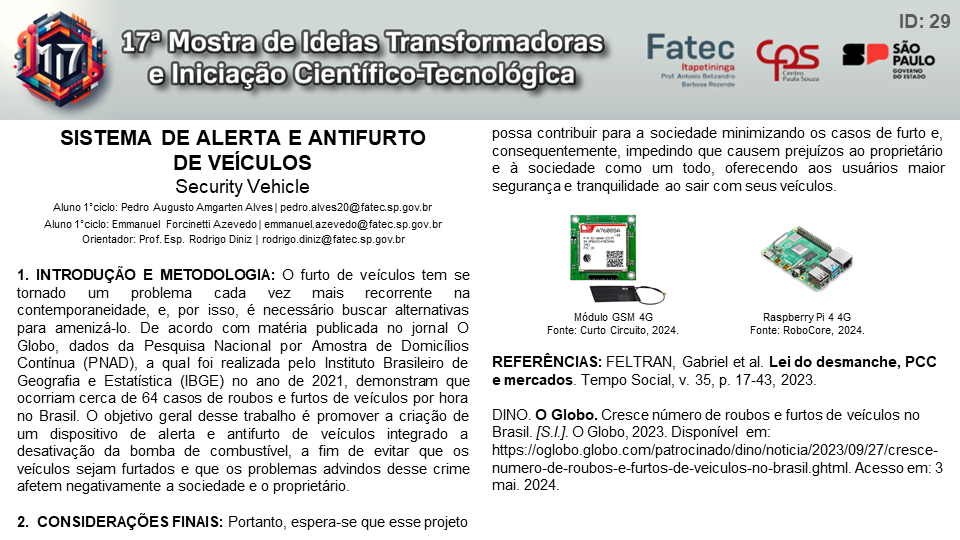 ID: 29
17ª Mostra de Ideias Transformadoras
e Iniciação Científico-Tecnológica
M17
Fatec
Itapetininga
Prof. Antonio Belizandro
Barbosa Rezende
CPS
Centro
Paula Souza
SP
SÃO
PAULO
GOVERNO
DO ESTADO
SISTEMA DE ALERTA E ANTIFURTO
DE VEÍCULOS
Security Vehicle
Aluno 1°ciclo: Pedro Augusto Amgarten Alves | pedro.alves20@fatec.sp.gov.br
Aluno 1°ciclo: Emmanuel Forcinetti Azevedo | emmanuel.azevedo@fatec.sp.gov.br
Orientador: Prof. Esp. Rodrigo Diniz | rodrigo.diniz@fatec.sp.gov.br
1. INTRODUÇÃO E METODOLOGIA: O furto de veículos tem se
tornado um problema cada vez mais recorrente na
contemporaneidade, e, por isso, é necessário buscar alternativas
para amenizá-lo. De acordo com matéria publicada no jornal O
Globo, dados da Pesquisa Nacional por Amostra de Domicílios
Contínua (PNAD), a qual foi realizada pelo Instituto Brasileiro de
Geografia e Estatística (IBGE) no ano de 2021, demonstram que
ocorriam cerca de 64 casos de roubos e furtos de veículos por hora
no Brasil. O objetivo geral desse trabalho é promover a criação de
um dispositivo de alerta e antifurto de veículos integrado a
desativação da bomba de combustível, a fim de evitar que os
veículos sejam furtados e que os problemas advindos desse crime
afetem negativamente a sociedade e o proprietário.
2. CONSIDERAÇÕES FINAIS: Portanto, espera-se que esse projeto
possa contribuir para a sociedade minimizando os casos de furto e,
consequentemente, impedindo que causem prejuízos ao proprietário
e à sociedade como um todo, oferecendo aos usuários maior
segurança e tranquilidade ao sair com seus veículos.
A7608SA
Módulo GSM 4G
Fonte: Curto Circuito, 2024.
Raspberry Pi 4 4G
Fonte: RoboCore, 2024.
REFERÊNCIAS: FELTRAN, Gabriel et al. Lei do desmanche, PCC
e mercados. Tempo Social, v. 35, p. 17-43, 2023.
DINO. O Globo. Cresce número de roubos e furtos de veículos no
Brasil. [S.l.]. O Globo, 2023. Disponível em:
https://oglobo.globo.com/patrocinado/dino/noticia/2023/09/27/cresce-
numero-de-roubos-e-furtos-de-veiculos-no-brasil.ghtml. Acesso em: 3
mai. 2024.